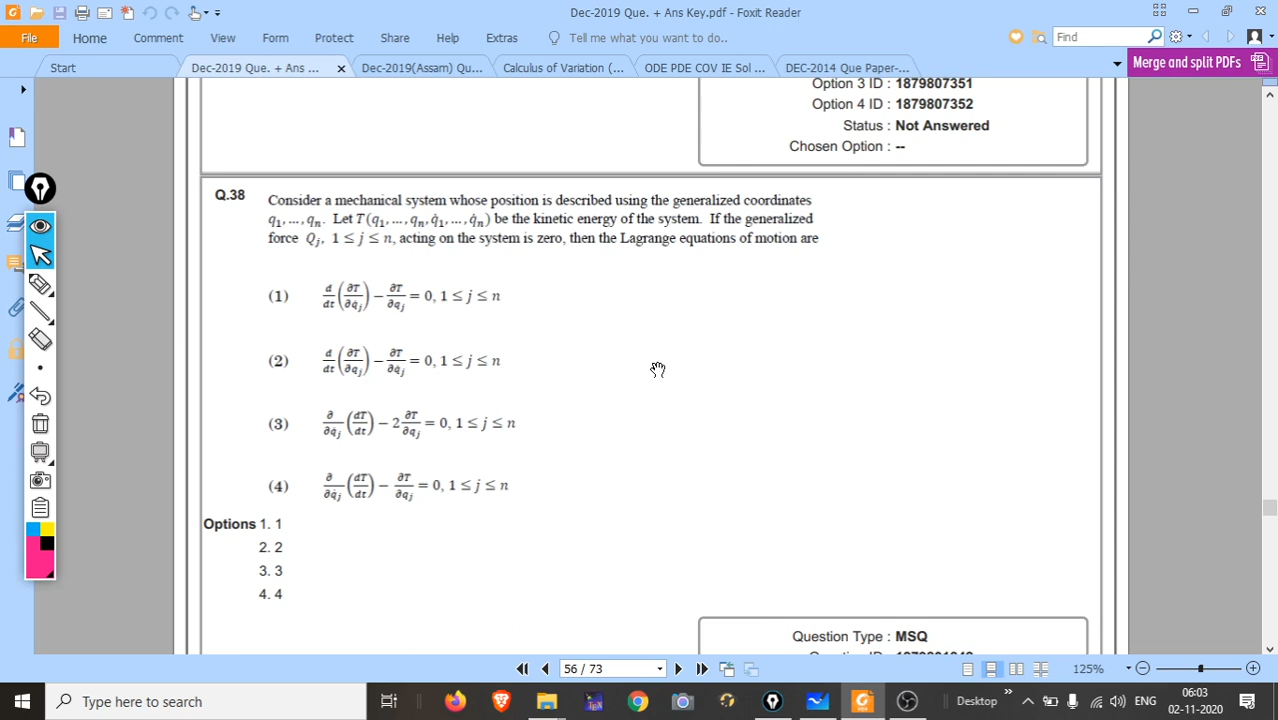 Dec-2019 Que. + Ans Key.pdf - Foxit Reader
File Home Comment View Form Protect Share Help Extras Tell me what you want to do.. Find
Start Dec-2019 Que. + Ans ... Dec-2019(Assam) Qu... Calculus of Variation (... ODE PDE COV IE Sol ... DEC-2014 Que Paper-... Merge and split PDFs
Option 3 ID : 1879807351
Option 4 ID : 1879807352
Status : Not Answered
Chosen Option : --
Q.38 Consider a mechanical system whose position is described using the generalized coordinates
q₁, ..., qₙ. Let T(q₁, ..., qₙ, q̇₁, ..., q̇ₙ) be the kinetic energy of the system. If the generalized
force Qⱼ, 1 ≤ j ≤ n, acting on the system is zero, then the Lagrange equations of motion are
(1) d/dt (∂T/∂q̇ⱼ) − ∂T/∂qⱼ = 0, 1 ≤ j ≤ n
(2) d/dt (∂T/∂qⱼ) − ∂T/∂q̇ⱼ = 0, 1 ≤ j ≤ n
(3) ∂/∂q̇ⱼ (dT/dt) − 2 ∂T/∂qⱼ = 0, 1 ≤ j ≤ n
(4) ∂/∂q̇ⱼ (dT/dt) − ∂T/∂qⱼ = 0, 1 ≤ j ≤ n
Options 1. 1
2. 2
3. 3
4. 4
Question Type : MSQ
56 / 73 125%
Type here to search Desktop ENG 06:03
02-11-2020